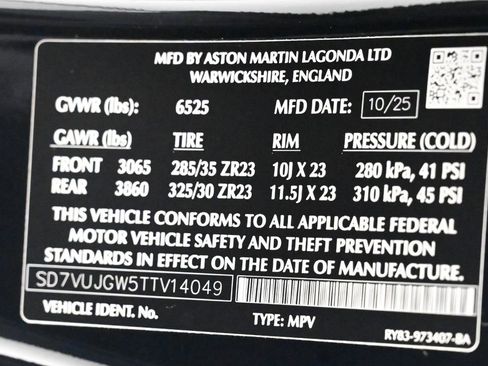 MFD BY ASTON MARTIN LAGONDA LTD
WARWICKSHIRE, ENGLAND
GVWR (lbs): 6525 MFD DATE: 10/25
GAWR (lbs) TIRE RIM PRESSURE (COLD)
FRONT 3065 285/35 ZR23 10J X 23 280 kPa, 41 PSI
REAR 3860 325/30 ZR23 11.5J X 23 310 kPa, 45 PSI
THIS VEHICLE CONFORMS TO ALL APPLICABLE FEDERAL
MOTOR VEHICLE SAFETY AND THEFT PREVENTION
STANDARDS IN EFFECT ON THE DATE OF MANUFACTURE
SD7VUJGW5TTV14049
VEHICLE IDENT. No. TYPE: MPV RY83-973407-BA